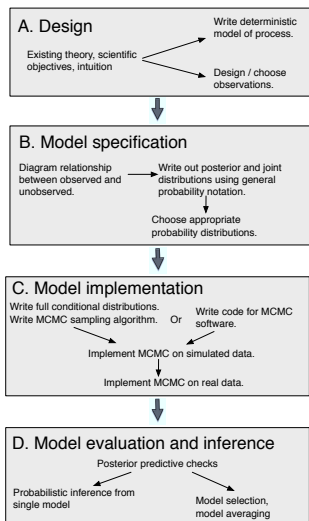 A. Design
Write deterministic
model of process.
Existing theory, scientific
objectives, intuition
Design / choose
observations.
B. Model specification
Diagram relationship
between observed and
unobserved.
Write out posterior and joint
distributions using general
probability notation.
Choose appropriate
probability distributions.
C. Model implementation
Write full conditional distributions.
Write MCMC sampling algorithm.
Or
Write code for MCMC
software.
Implement MCMC on simulated data.
Implement MCMC on real data.
D. Model evaluation and inference
Posterior predictive checks
Probabilistic inference from
single model
Model selection,
model averaging